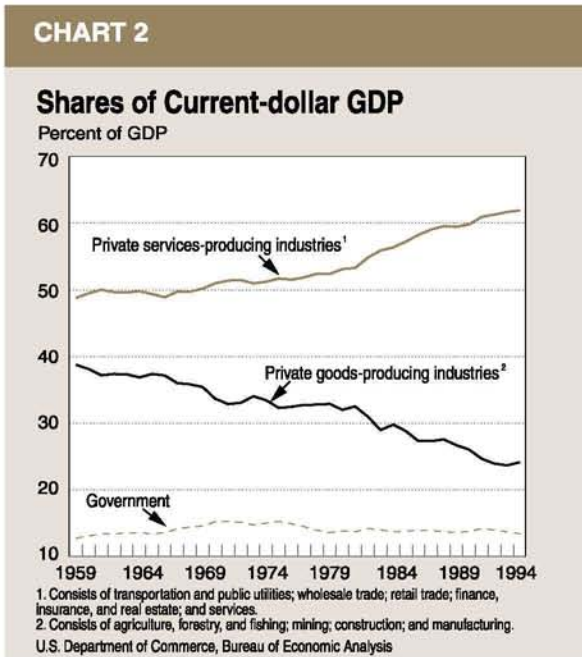 CHART 2
Shares of Current-dollar GDP
Percent of GDP
70
60
Private services-producing industries¹
50
40
Private goods-producing industries²
30
20
Government
10
1959 1964 1969 1974 1979 1984 1989 1994
1. Consists of transportation and public utilities; wholesale trade; retail trade; finance,
insurance, and real estate; and services.
2. Consists of agriculture, forestry, and fishing; mining; construction; and manufacturing.
U.S. Department of Commerce, Bureau of Economic Analysis